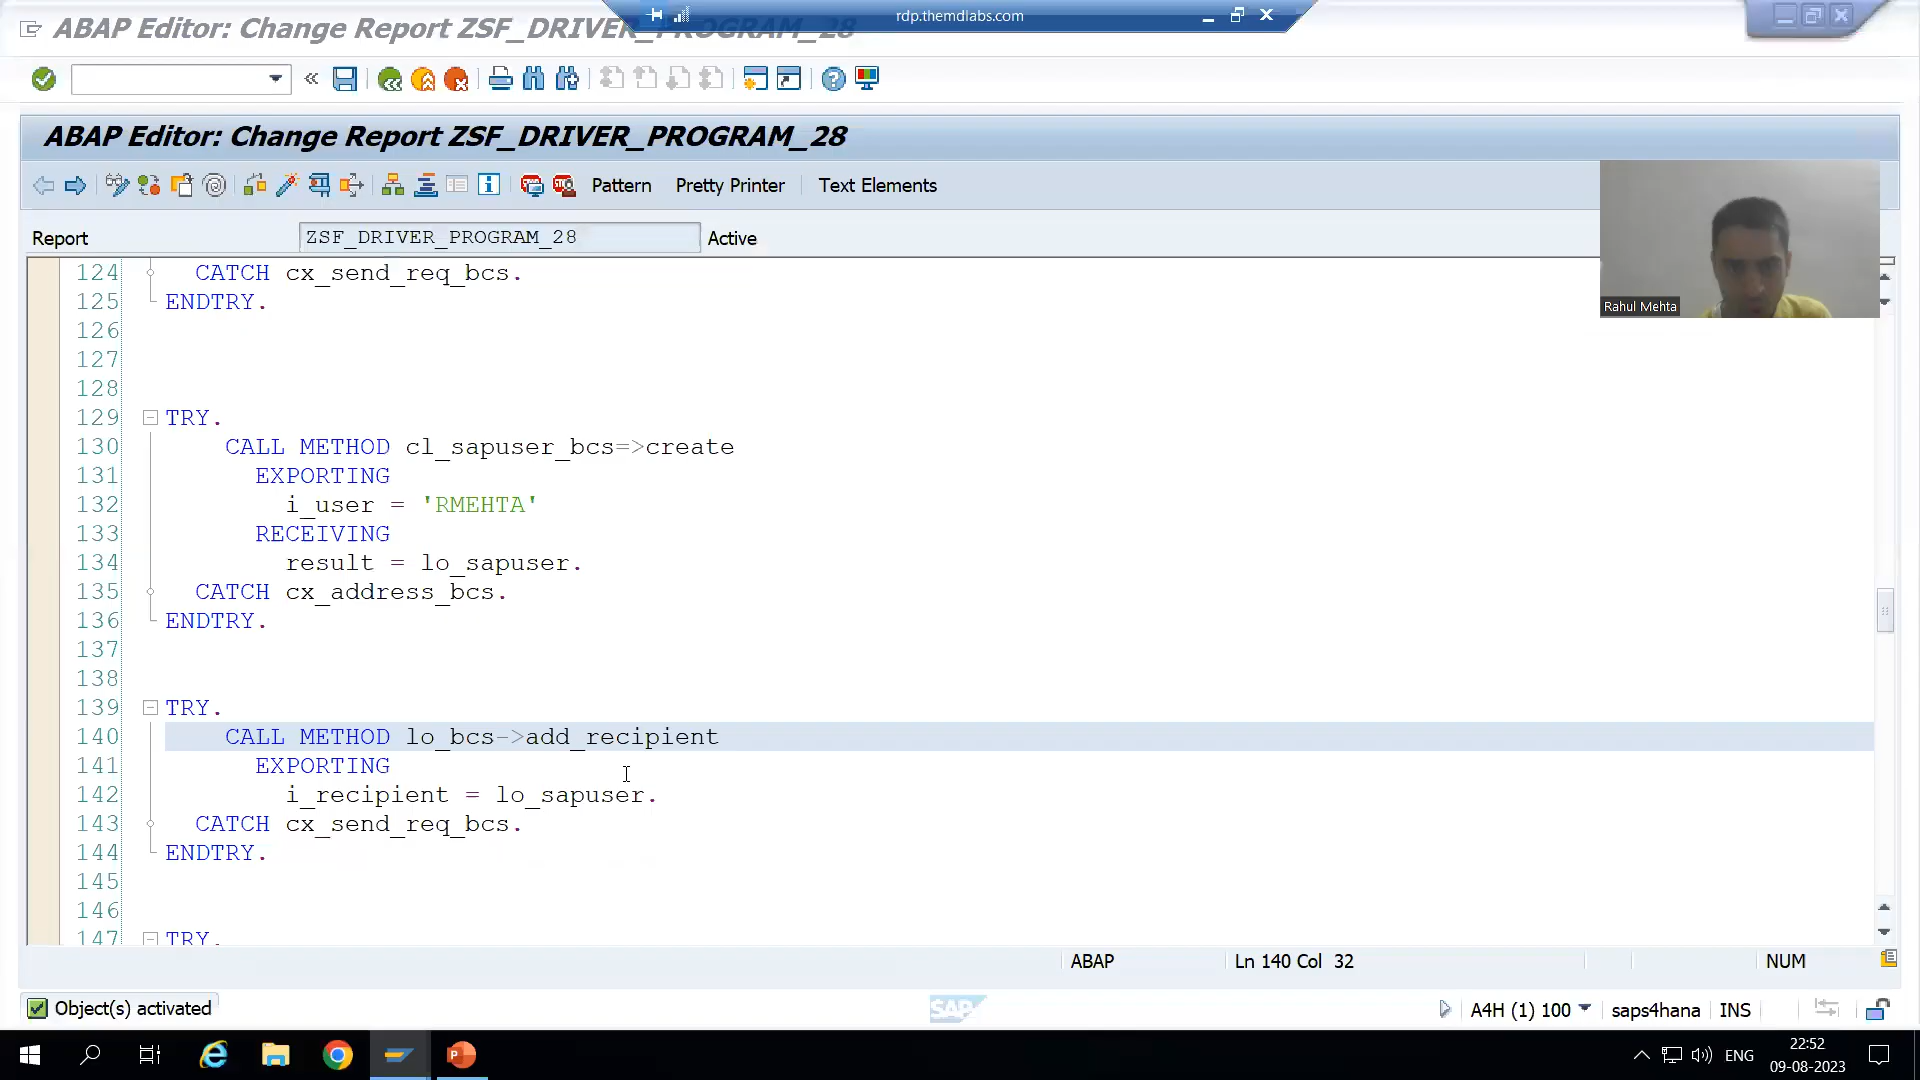 ABAP Editor: Change Report ZSF_DRIVER_PROGRAM_28
rdp.themdlabs.com
ABAP Editor: Change Report ZSF_DRIVER_PROGRAM_28
Pattern Pretty Printer Text Elements
Report ZSF_DRIVER_PROGRAM_28 Active
Rahul Mehta
124 CATCH cx_send_req_bcs.
125 ENDTRY.
126
127
128
129 TRY.
130 CALL METHOD cl_sapuser_bcs=>create
131 EXPORTING
132 i_user = 'RMEHTA'
133 RECEIVING
134 result = lo_sapuser.
135 CATCH cx_address_bcs.
136 ENDTRY.
137
138
139 TRY.
140 CALL METHOD lo_bcs->add_recipient
141 EXPORTING
142 i_recipient = lo_sapuser.
143 CATCH cx_send_req_bcs.
144 ENDTRY.
145
146
147 TRY.
ABAP Ln 140 Col 32 NUM
Object(s) activated
SAP
A4H (1) 100 saps4hana INS
ENG
22:52
09-08-2023